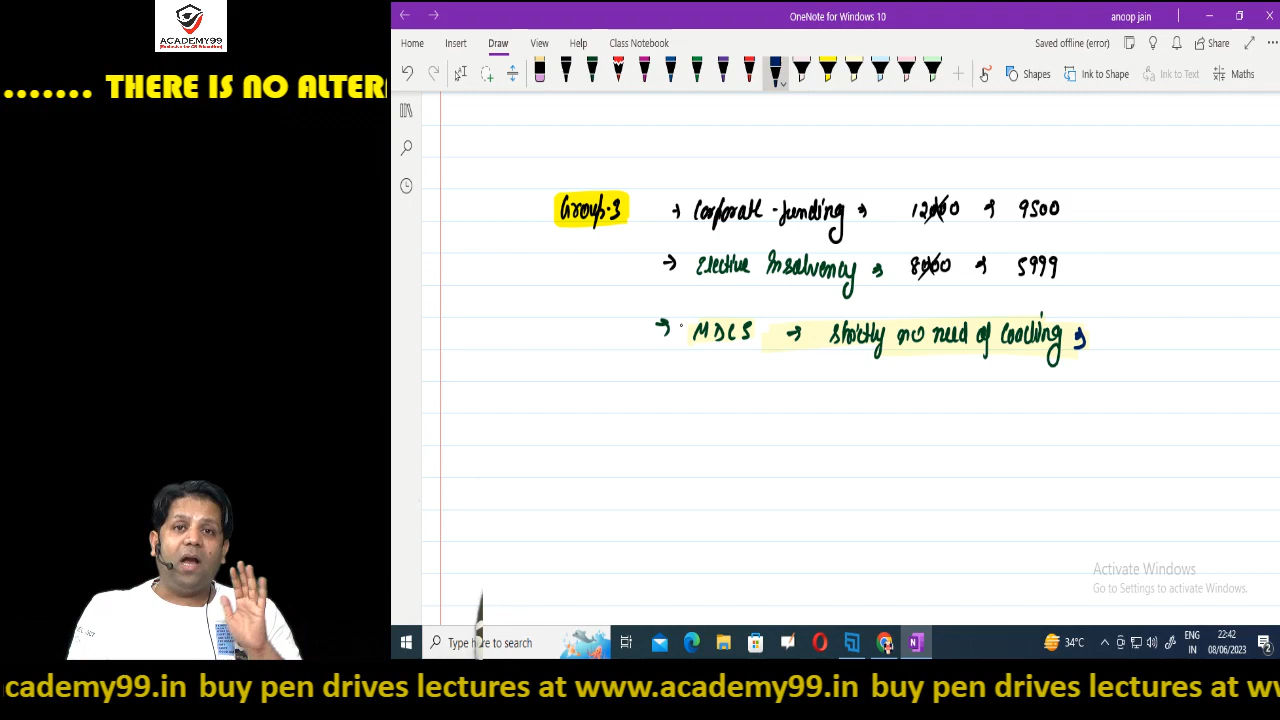 ACADEMY99
....... THERE IS NO ALTER
OneNote for Windows 10
anoop jain
Home Insert Draw View Help Class Notebook
Saved offline (error)
Share
Shapes Ink to Shape Ink to Text Maths
Group-3 → Corporate funding → 12000 → 9500
→ Elective Insolvency → 8000 → 5999
→ MDCS → Strictly no need of Coaching
Activate Windows
Go to Settings to activate Windows.
Type here to search
34°C
ENG
IN
22:42
08/06/2023
2
cademy99.in buy pen drives lectures at www.academy99.in buy pen drives lectures at ww